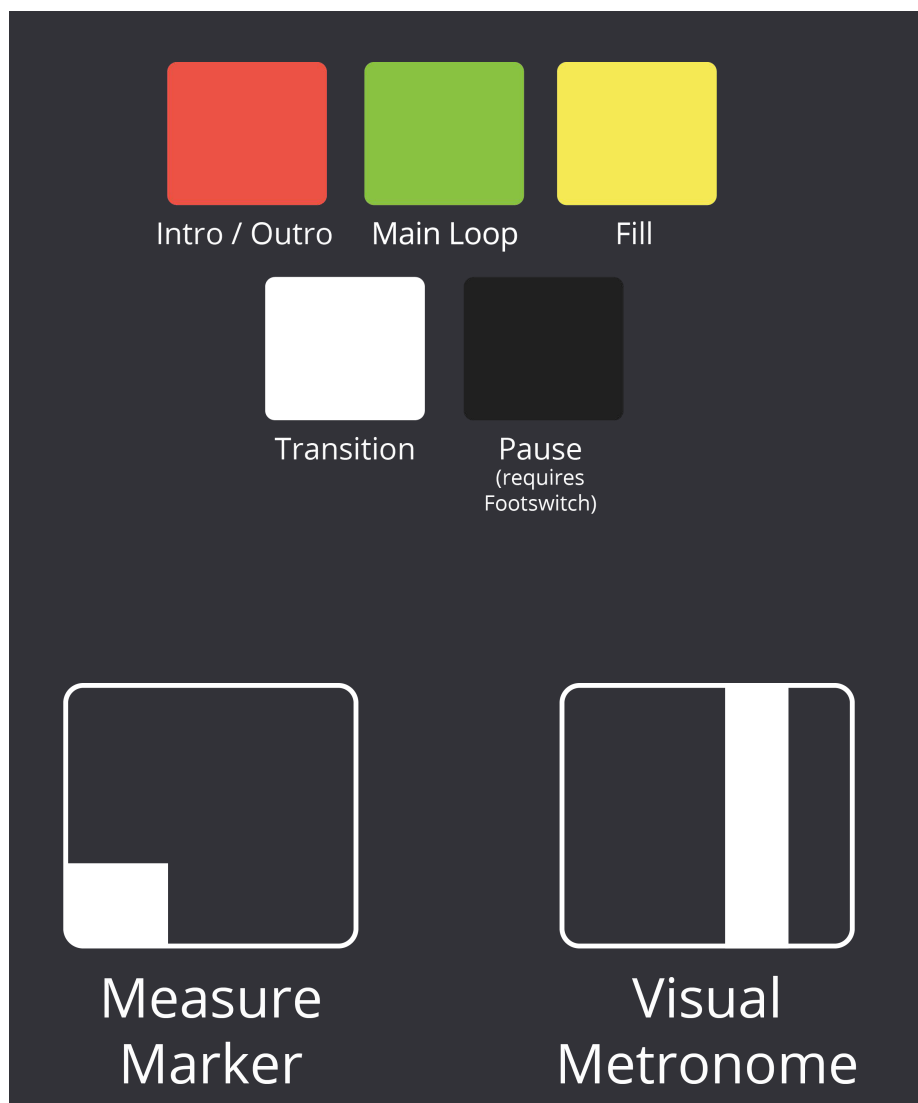 Intro / Outro
Main Loop
Fill
Transition
Pause
(requires
Footswitch)
Measure
Marker
Visual
Metronome